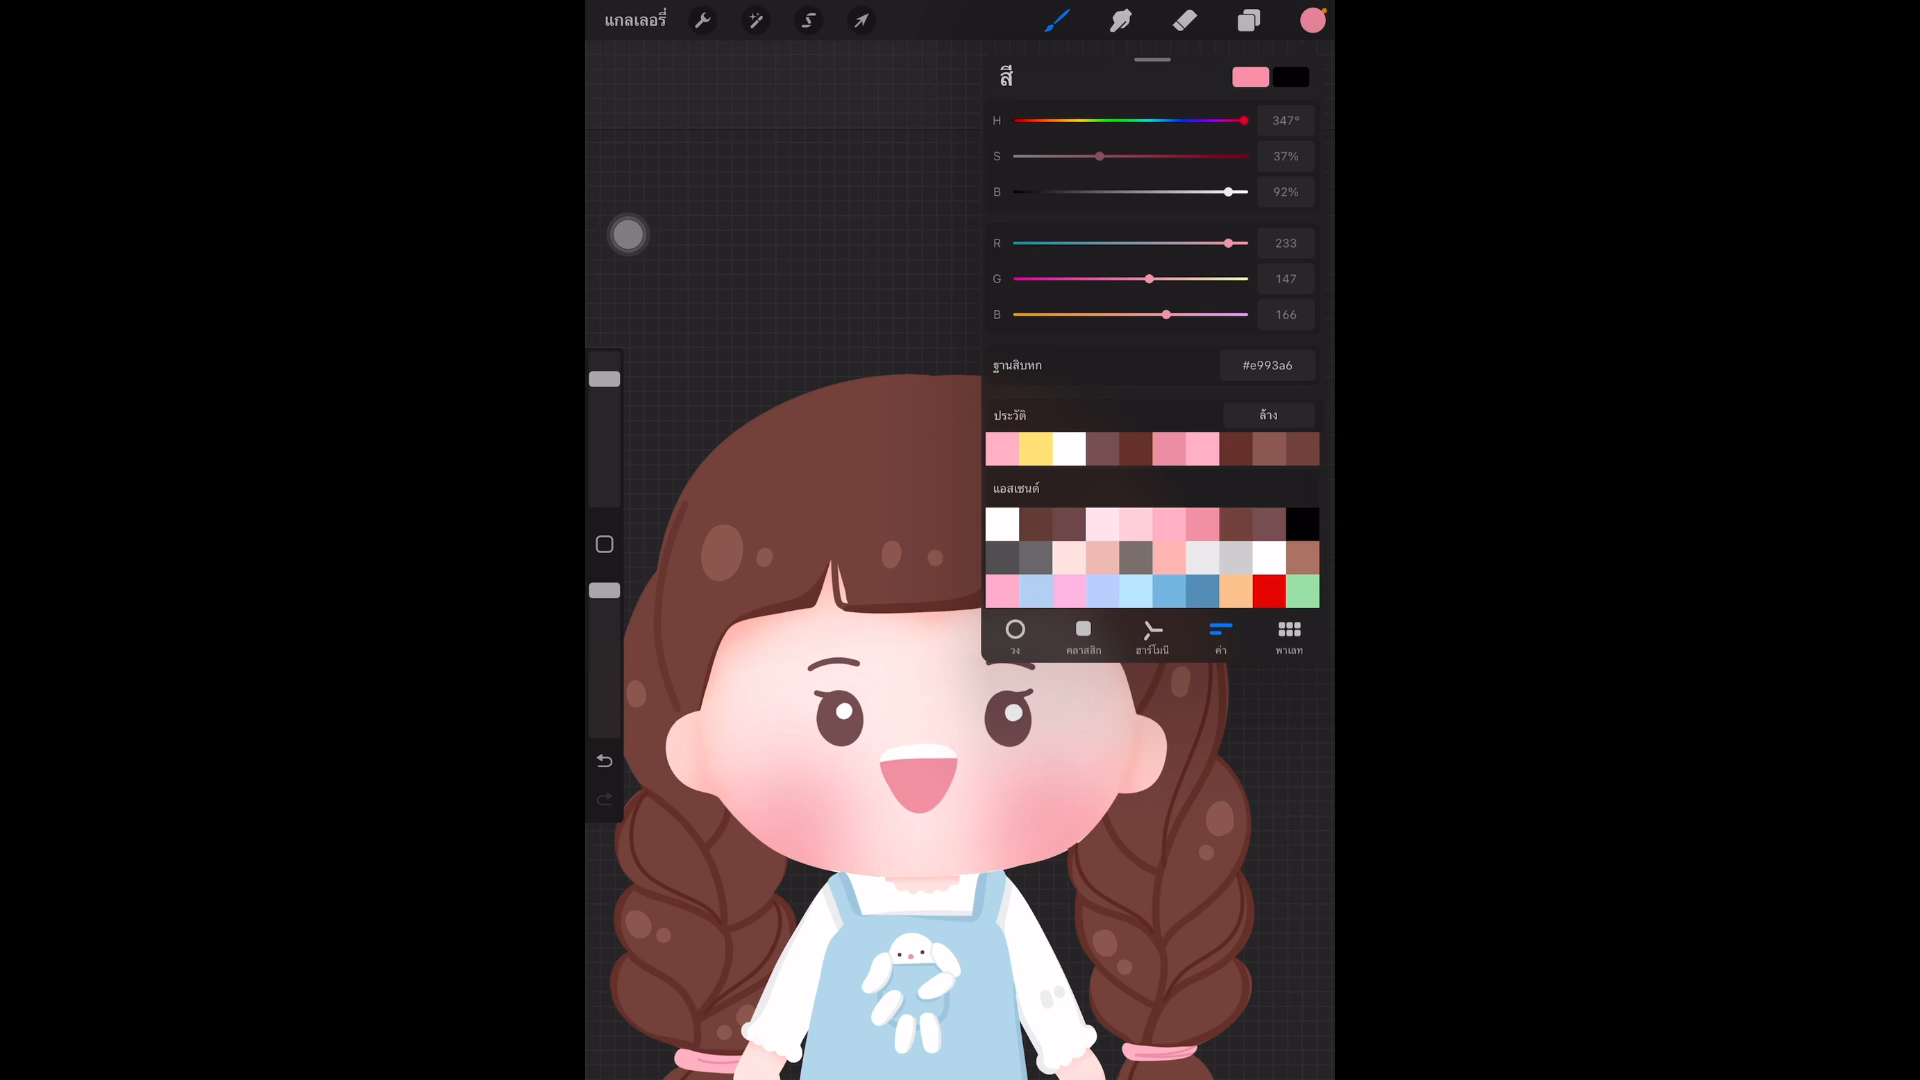 แกลเลอรี่
สี
H 347°
S 37%
B 92%
R 233
G 147
B 166
ฐานสิบหก #e993a6
ประวัติ ล้าง
แอสเซนต์
วง คลาสสิก ฮาร์โมนี ค่า พาเลท